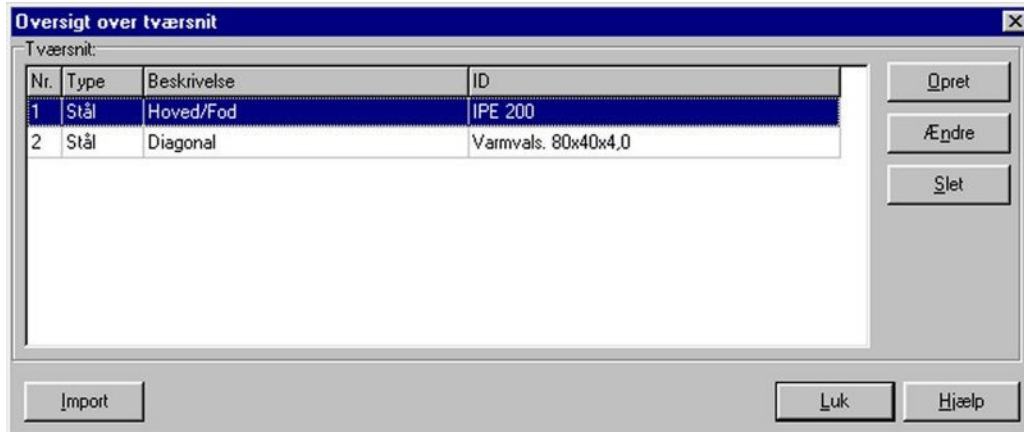 Oversigt over tværsnit
Tværsnit:
Nr. Type Beskrivelse ID
1 Stål Hoved/Fod IPE 200
2 Stål Diagonal Varmvals. 80x40x4,0
Opret
Ændre
Slet
Import
Luk
Hjælp